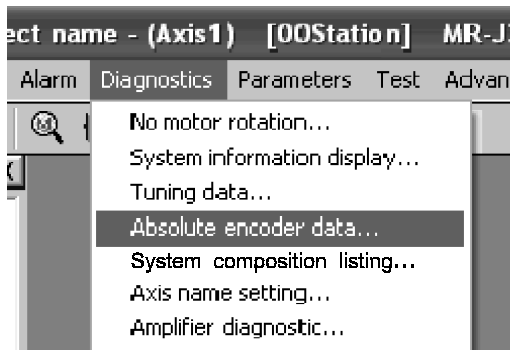 ect name - (Axis1) [00Station] MR-J
Alarm Diagnostics Parameters Test Advan
No motor rotation...
System information display...
Tuning data...
Absolute encoder data...
System composition listing...
Axis name setting...
Amplifier diagnostic...